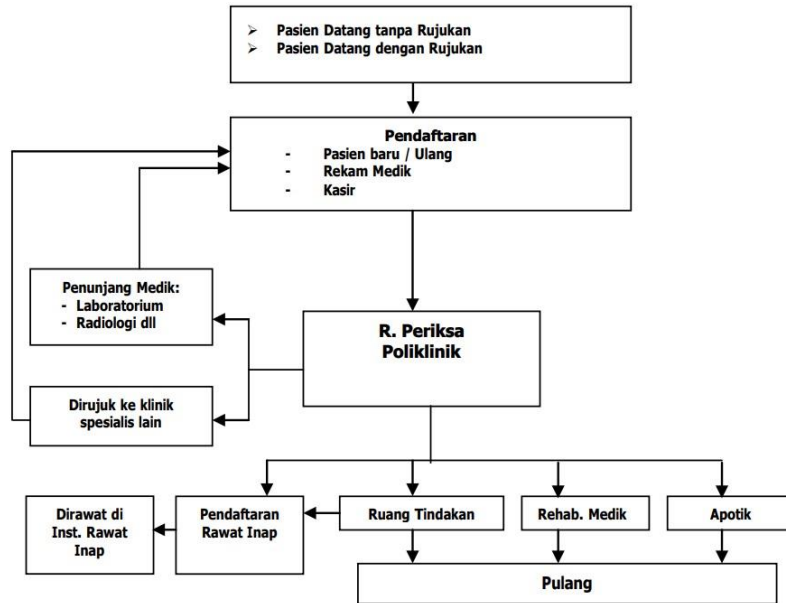 ➢ Pasien Datang tanpa Rujukan
➢ Pasien Datang dengan Rujukan
Pendaftaran
- Pasien baru / Ulang
- Rekam Medik
- Kasir
Penunjang Medik:
- Laboratorium
- Radiologi dll
R. Periksa
Poliklinik
Dirujuk ke klinik
spesialis lain
Dirawat di
Inst. Rawat
Inap
Pendaftaran
Rawat Inap
Ruang Tindakan
Rehab. Medik
Apotik
Pulang